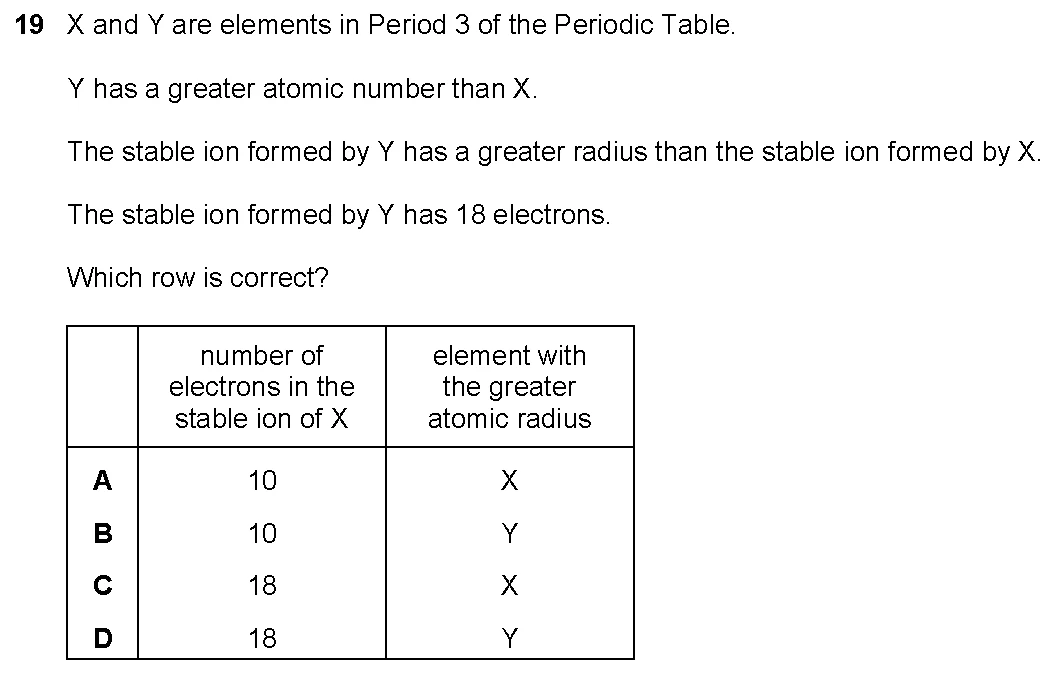 19 X and Y are elements in Period 3 of the Periodic Table.
Y has a greater atomic number than X.
The stable ion formed by Y has a greater radius than the stable ion formed by X.
The stable ion formed by Y has 18 electrons.
Which row is correct?
number of electrons in the stable ion of X | element with the greater atomic radius
A 10 X
B 10 Y
C 18 X
D 18 Y